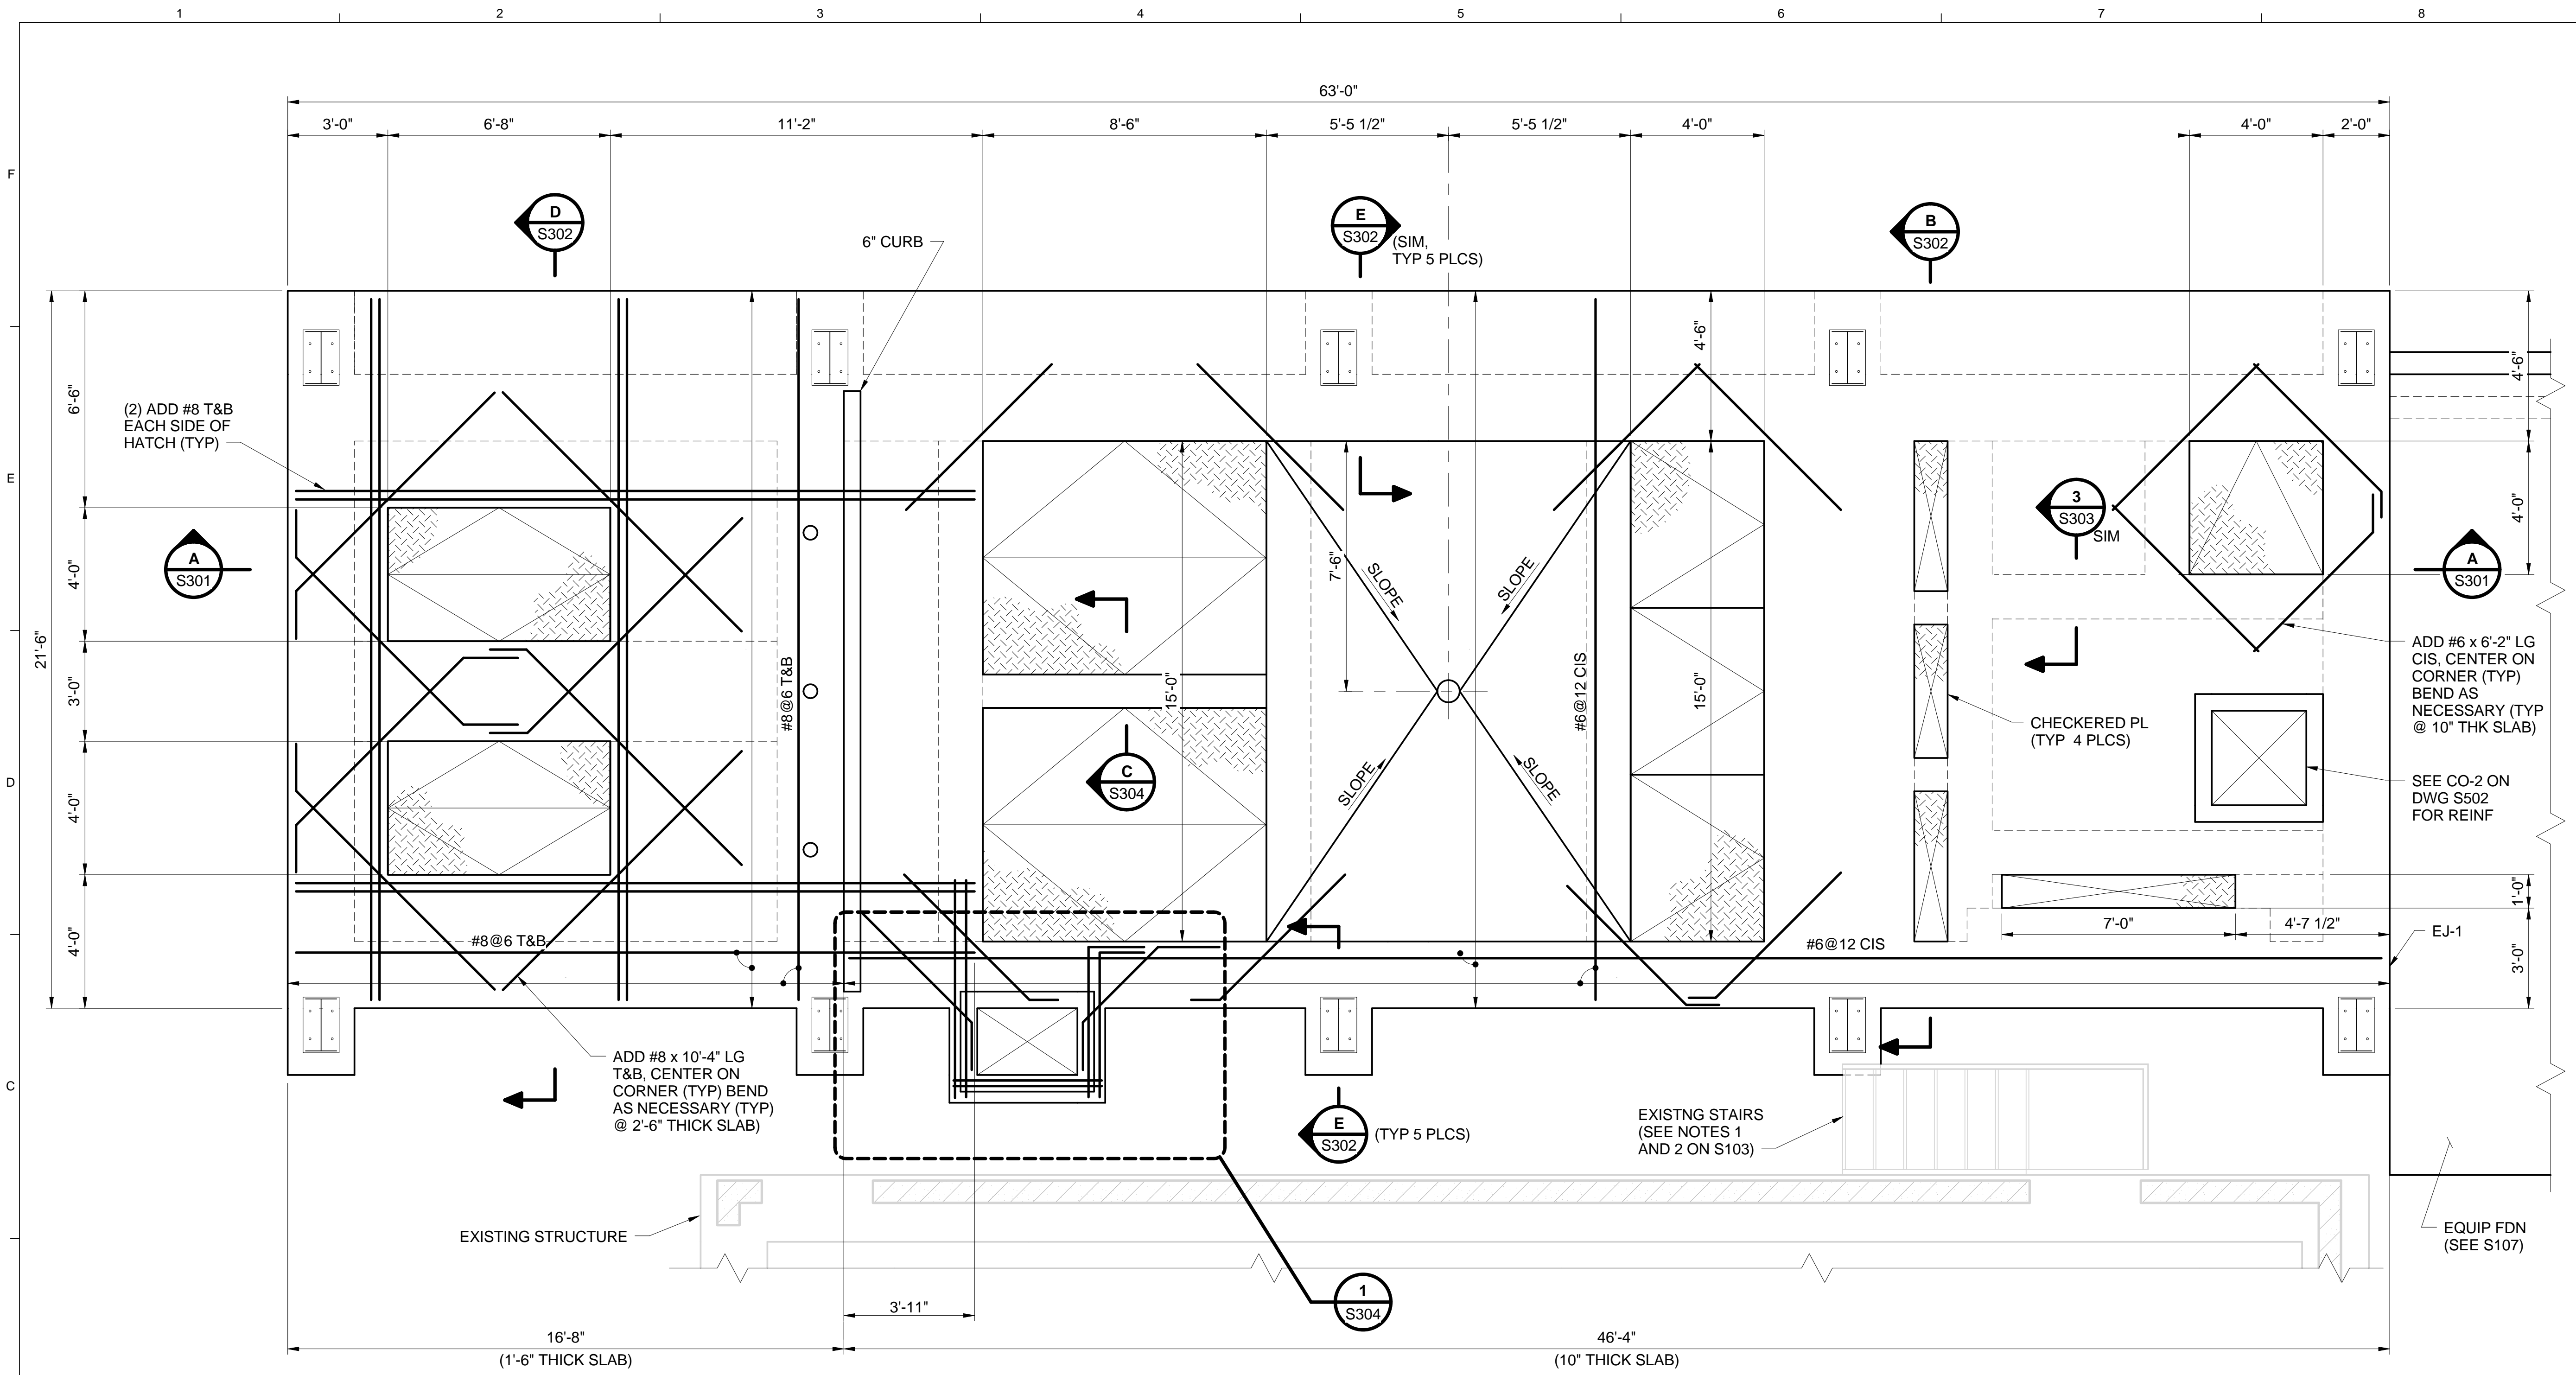 1 2 3 4 5 6 7 8
63'-0"
3'-0" 6'-8" 11'-2" 8'-6" 5'-5 1/2" 5'-5 1/2" 4'-0" 4'-0" 2'-0"
F
D
S302
6" CURB
E
S302
(SIM,
TYP 5 PLCS)
B
S302
4'-6"
4'-6"
6'-6"
(2) ADD #8 T&B
EACH SIDE OF
HATCH (TYP)
E
A
S301
4'-0"
7'-6"
SLOPE
SLOPE
3
S303
SIM
4'-0"
A
S301
21'-6"
3'-0"
#8@6 T&B
15'-0"
#6@12 CIS
15'-0"
ADD #6 x 6'-2" LG
CIS, CENTER ON
CORNER (TYP)
BEND AS
NECESSARY (TYP
@ 10" THK SLAB)
CHECKERED PL
(TYP 4 PLCS)
D
4'-0"
C
S304
SLOPE
SLOPE
SEE CO-2 ON
DWG S502
FOR REINF
1'-0"
4'-0"
#8@6 T&B
#6@12 CIS
7'-0" 4'-7 1/2"
EJ-1
3'-0"
C
ADD #8 x 10'-4" LG
T&B, CENTER ON
CORNER (TYP) BEND
AS NECESSARY (TYP)
@ 2'-6" THICK SLAB)
E
S302
(TYP 5 PLCS)
EXISTNG STAIRS
(SEE NOTES 1
AND 2 ON S103)
EXISTING STRUCTURE
EQUIP FDN
(SEE S107)
1
S304
3'-11"
16'-8"
(1'-6" THICK SLAB)
46'-4"
(10" THICK SLAB)